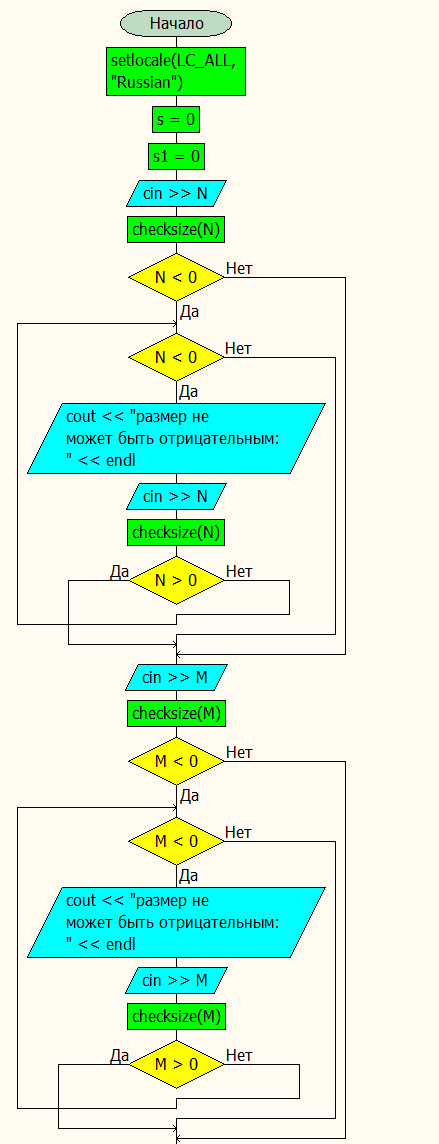 Начало
setlocale(LC_ALL,
"Russian")
s = 0
s1 = 0
cin >> N
checksize(N)
N < 0
Нет
Да
N < 0
Нет
Да
cout << "размер не
может быть отрицательным:
" << endl
cin >> N
checksize(N)
Да
N > 0
Нет
cin >> M
checksize(M)
M < 0
Нет
Да
M < 0
Нет
Да
cout << "размер не
может быть отрицательным:
" << endl
cin >> M
checksize(M)
Да
M > 0
Нет